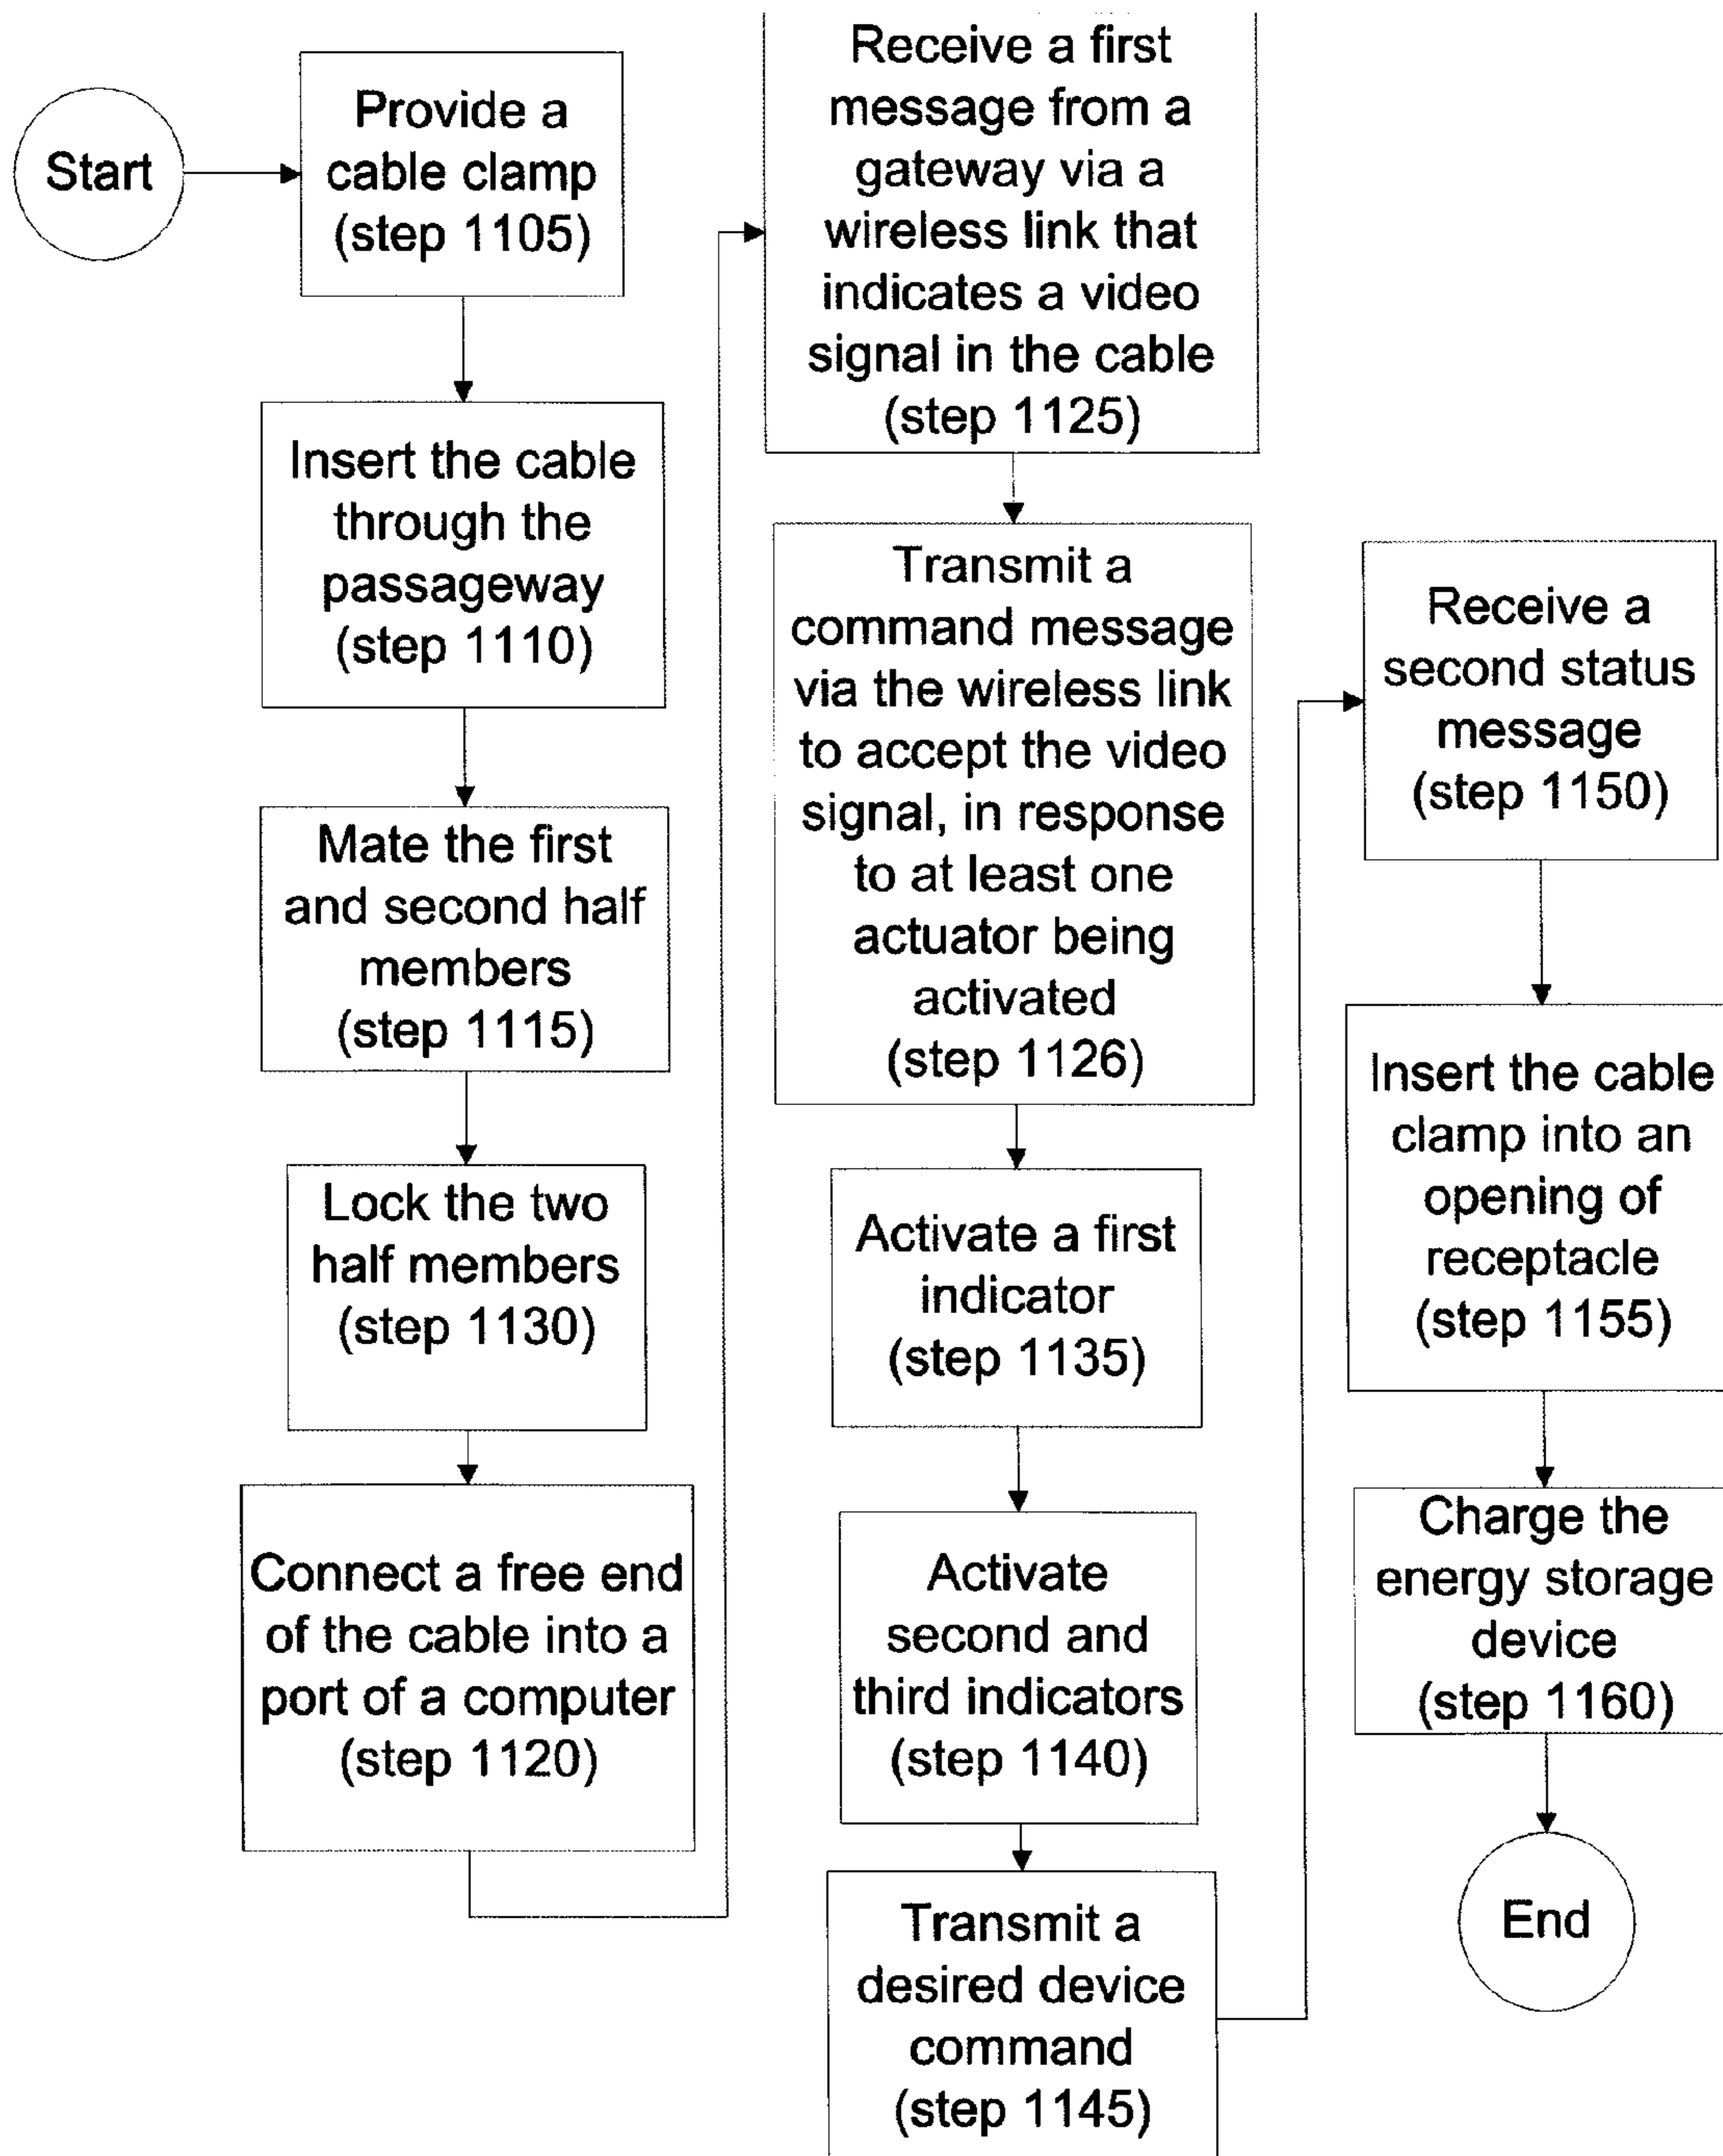 Start
Provide a
cable clamp
(step 1105)
Insert the cable
through the
passageway
(step 1110)
Mate the first
and second half
members
(step 1115)
Lock the two
half members
(step 1130)
Connect a free end
of the cable into a
port of a computer
(step 1120)
Receive a first
message from a
gateway via a
wireless link that
indicates a video
signal in the cable
(step 1125)
Transmit a
command message
via the wireless link
to accept the video
signal, in response
to at least one
actuator being
activated
(step 1126)
Activate a first
indicator
(step 1135)
Activate
second and
third indicators
(step 1140)
Transmit a
desired device
command
(step 1145)
Receive a
second status
message
(step 1150)
Insert the cable
clamp into an
opening of
receptacle
(step 1155)
Charge the
energy storage
device
(step 1160)
End